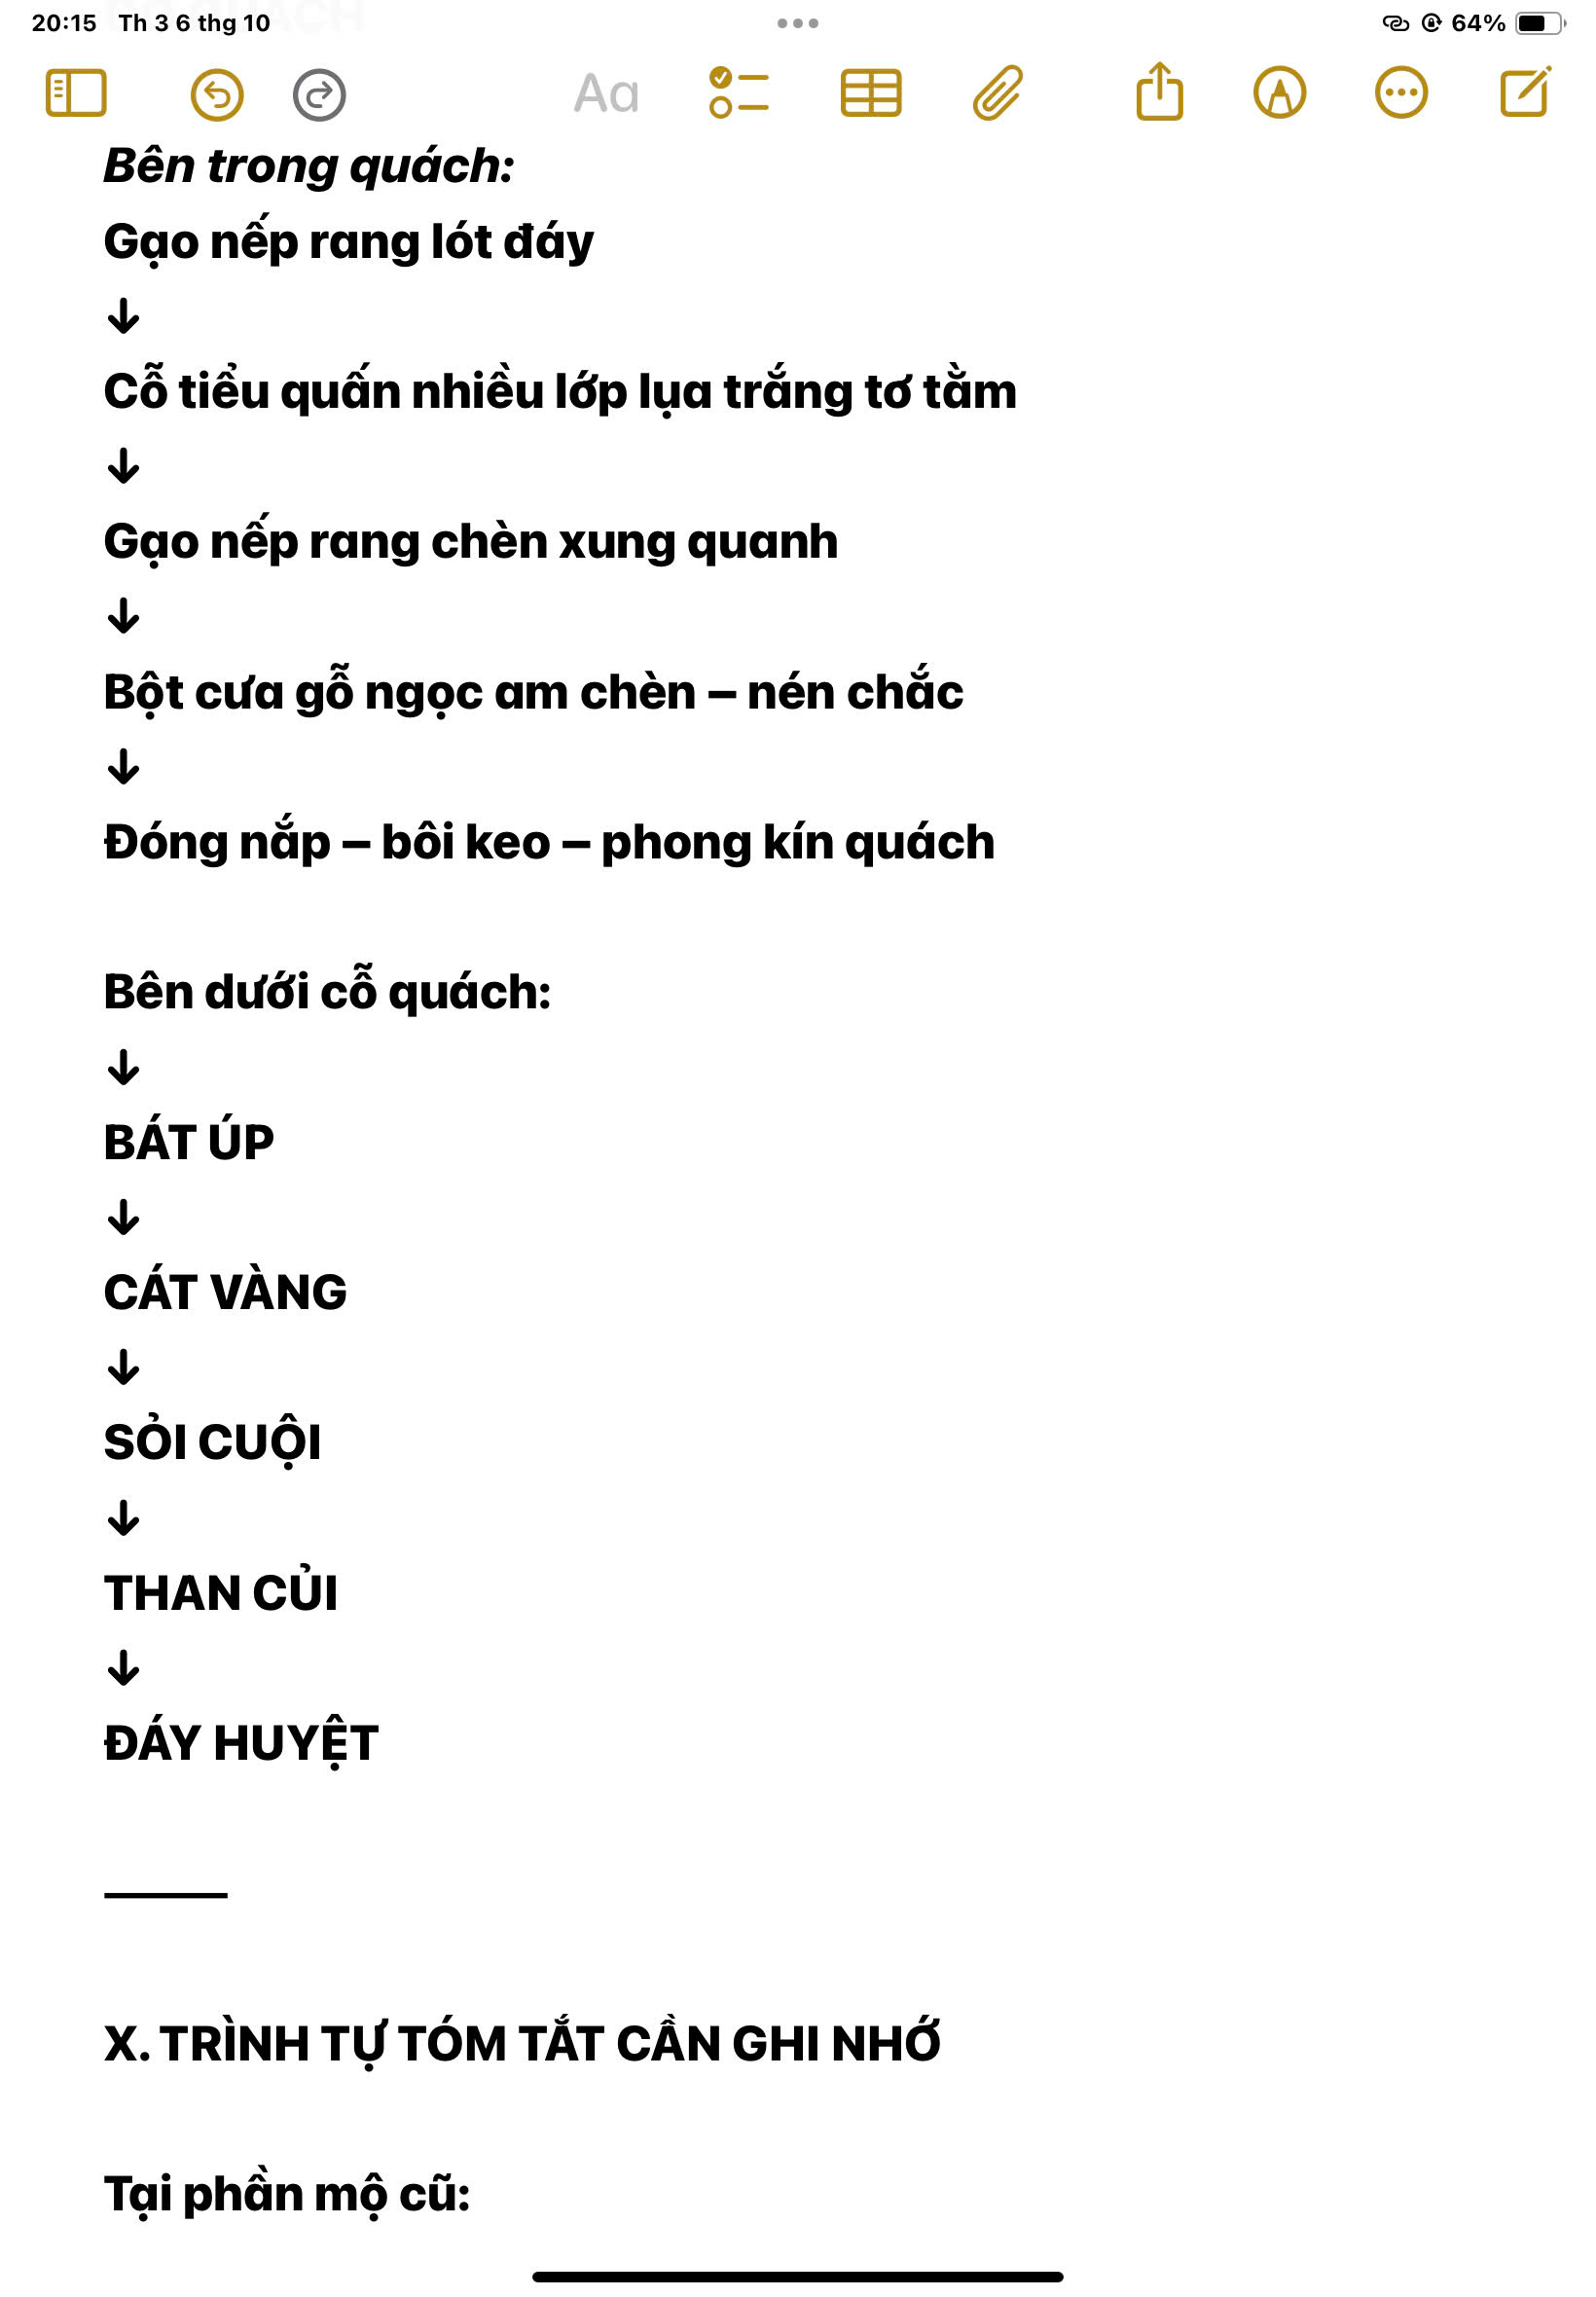 20:15 Th 3 6 thg 10
64%
Aa
Bên trong quách:
Gạo nếp rang lót đáy
↓
Cỗ tiểu quấn nhiều lớp lụa trắng tơ tằm
↓
Gạo nếp rang chèn xung quanh
↓
Bột cưa gỗ ngọc am chèn – nén chắc
↓
Đóng nắp – bôi keo – phong kín quách
Bên dưới cỗ quách:
↓
BÁT ÚP
↓
CÁT VÀNG
↓
SỎI CUỘI
↓
THAN CỦI
↓
ĐÁY HUYỆT
⸻
X. TRÌNH TỰ TÓM TẮT CẦN GHI NHỚ
Tại phần mộ cũ: